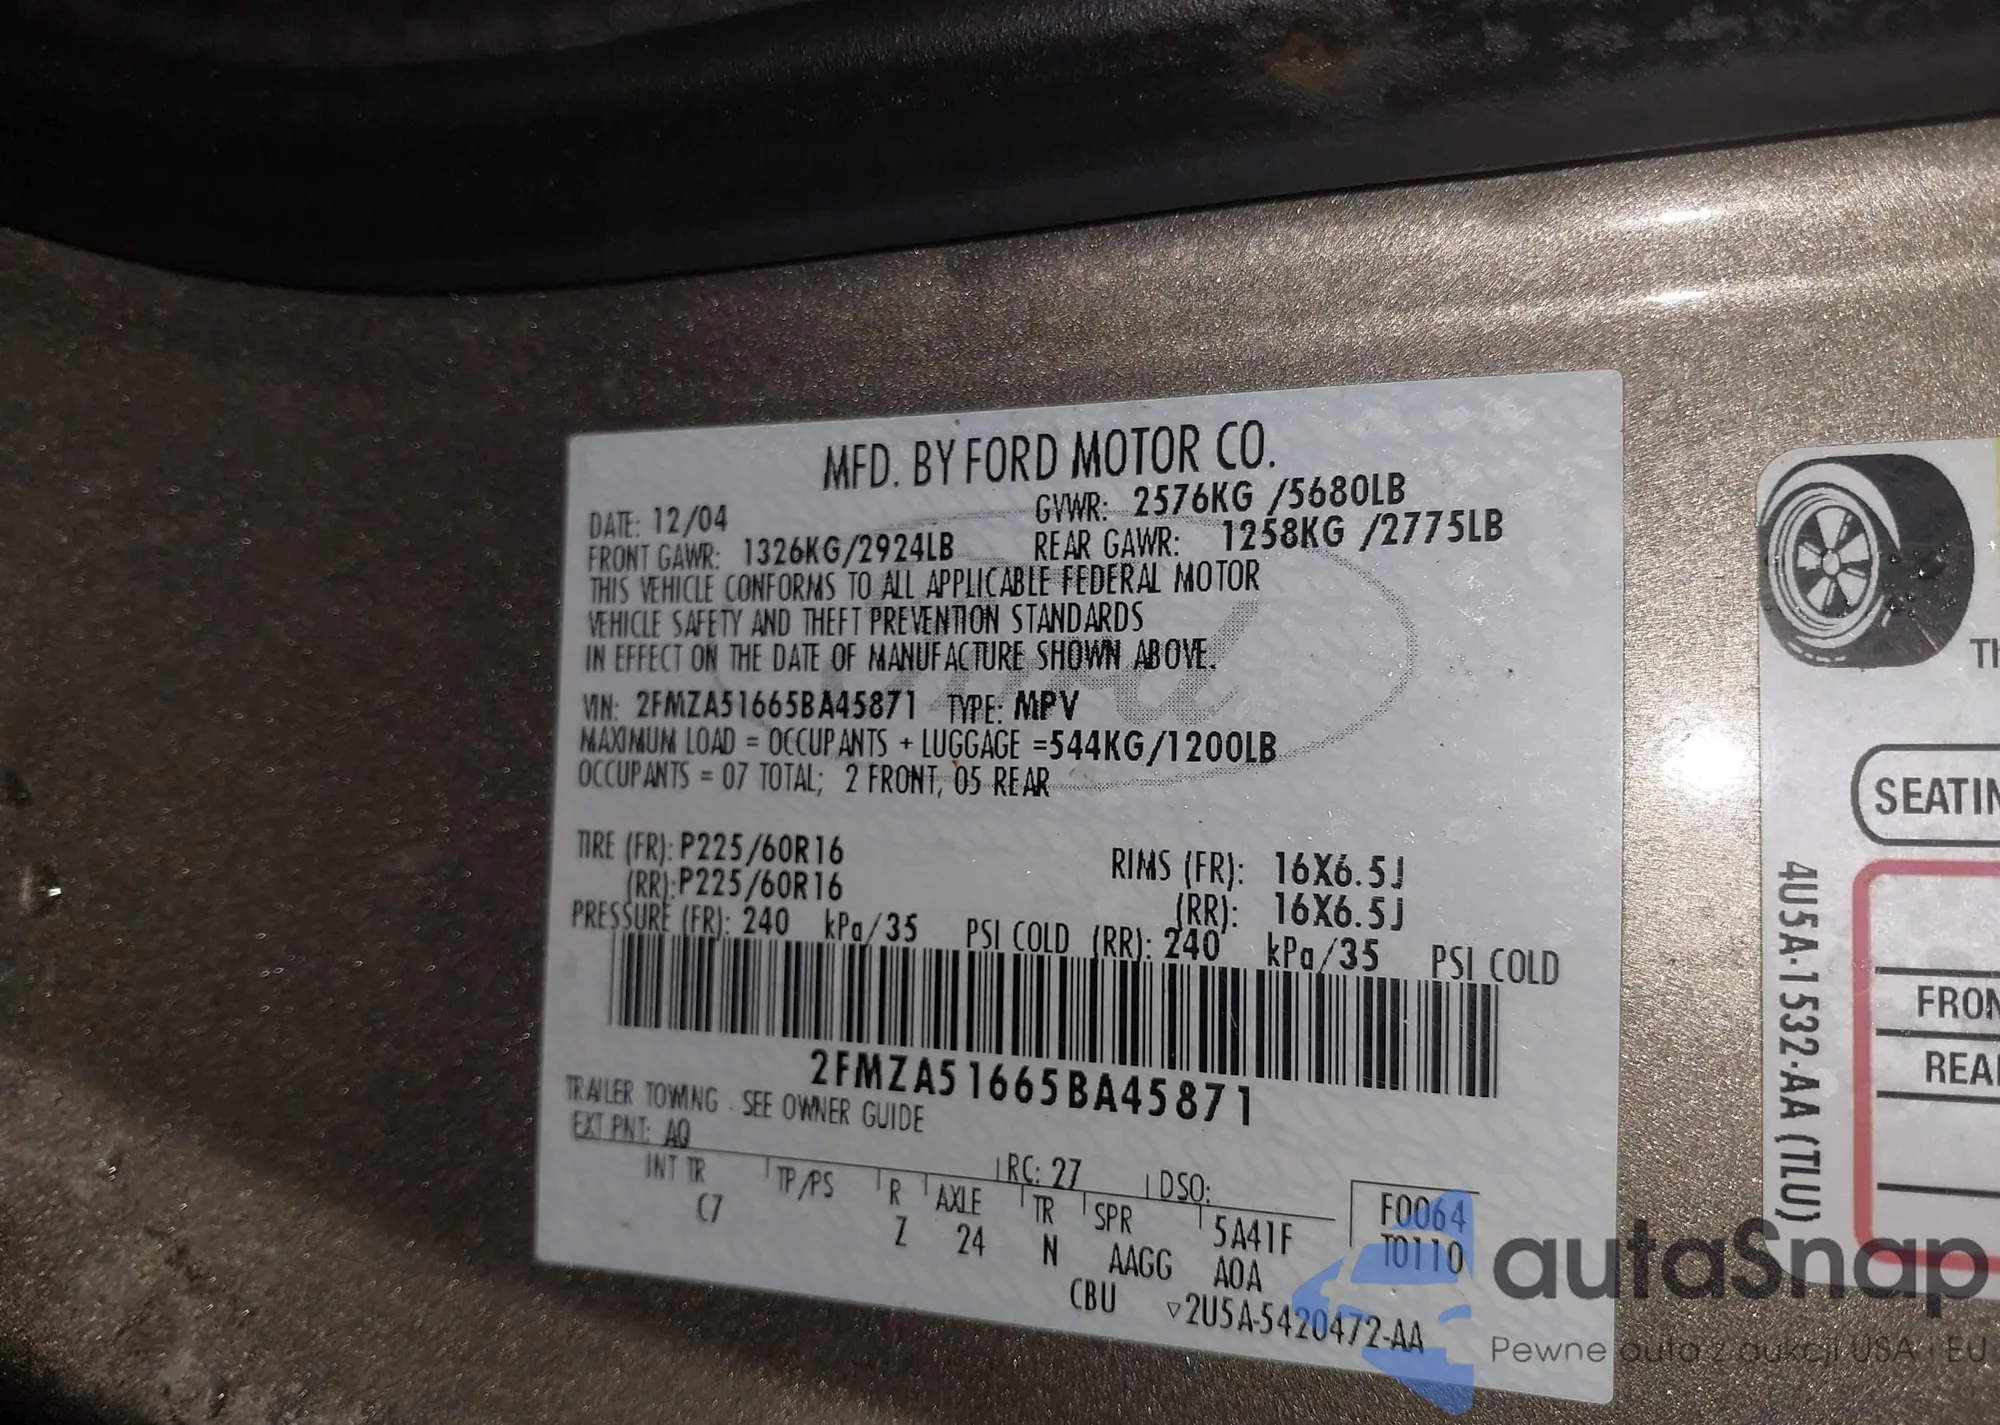 MFD. BY FORD MOTOR CO.
DATE: 12/04 GVWR: 2576KG /5680LB
FRONT GAWR: 1326KG/2924LB REAR GAWR: 1258KG /2775LB
THIS VEHICLE CONFORMS TO ALL APPLICABLE FEDERAL MOTOR
VEHICLE SAFETY AND THEFT PREVENTION STANDARDS
IN EFFECT ON THE DATE OF MANUFACTURE SHOWN ABOVE.
VIN: 2FMZA51665BA45871 TYPE: MPV
MAXIMUM LOAD = OCCUPANTS + LUGGAGE =544KG/1200LB
OCCUPANTS = 07 TOTAL; 2 FRONT, 05 REAR
TIRE (FR): P225/60R16 RIMS (FR): 16X6.5J
(RR): P225/60R16 (RR): 16X6.5J
PRESSURE (FR): 240 kPa/35 PSI COLD (RR): 240 kPa/35 PSI COLD
2FMZA51665BA45871
TRAILER TOWING - SEE OWNER GUIDE
EXT PNT: AQ RC: 27 DSO:
INT TR TP/PS R AXLE TR SPR 5A41F F0064
C7 Z 24 N AAGG A0A T0110
CBU ▽2U5A-5420472-AA
SEATIN
FRON
REA
4U5A-1532-AA (TLU)
autaSnap
Pewne auta z aukcji USA i EU